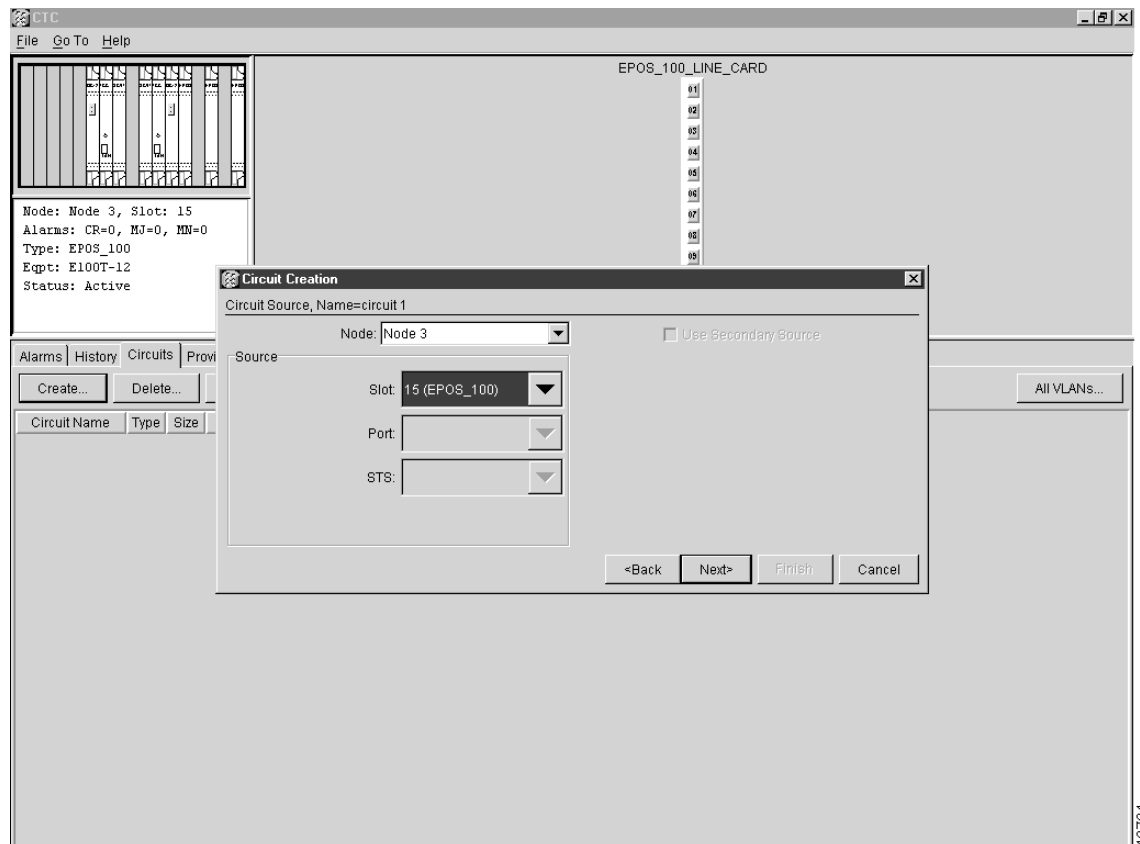 CTC
File Go To Help
EPOS_100_LINE_CARD
01
02
03
04
05
06
07
08
09
Node: Node 3, Slot: 15
Alarms: CR=0, MJ=0, MN=0
Type: EPOS_100
Eqpt: E100T-12
Status: Active
Circuit Creation
Circuit Source, Name=circuit 1
Node: Node 3
Use Secondary Source
Alarms History Circuits Provi
Source
Create... Delete...
Slot: 15 (EPOS_100)
All VLANs...
Circuit Name Type Size
Port:
STS:
<Back Next> Finish Cancel